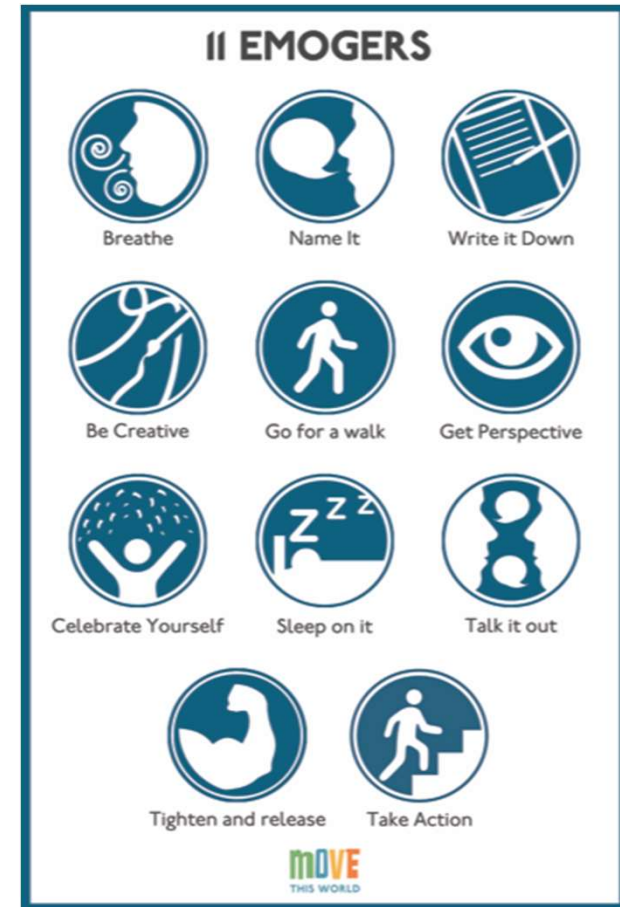 11 EMOGERS
Breathe
Name It
Write it Down
Be Creative
Go for a walk
Get Perspective
Z Z Z
Celebrate Yourself
Sleep on it
Talk it out
Tighten and release
Take Action
MOVE
THIS WORLD